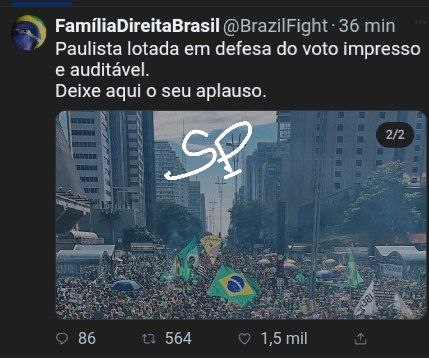 FamíliaDireitaBrasil @BrazilFight · 36 min
Paulista lotada em defesa do voto impresso
e auditável.
Deixe aqui o seu aplauso.
2/2
SP
86 564 1,5 mil